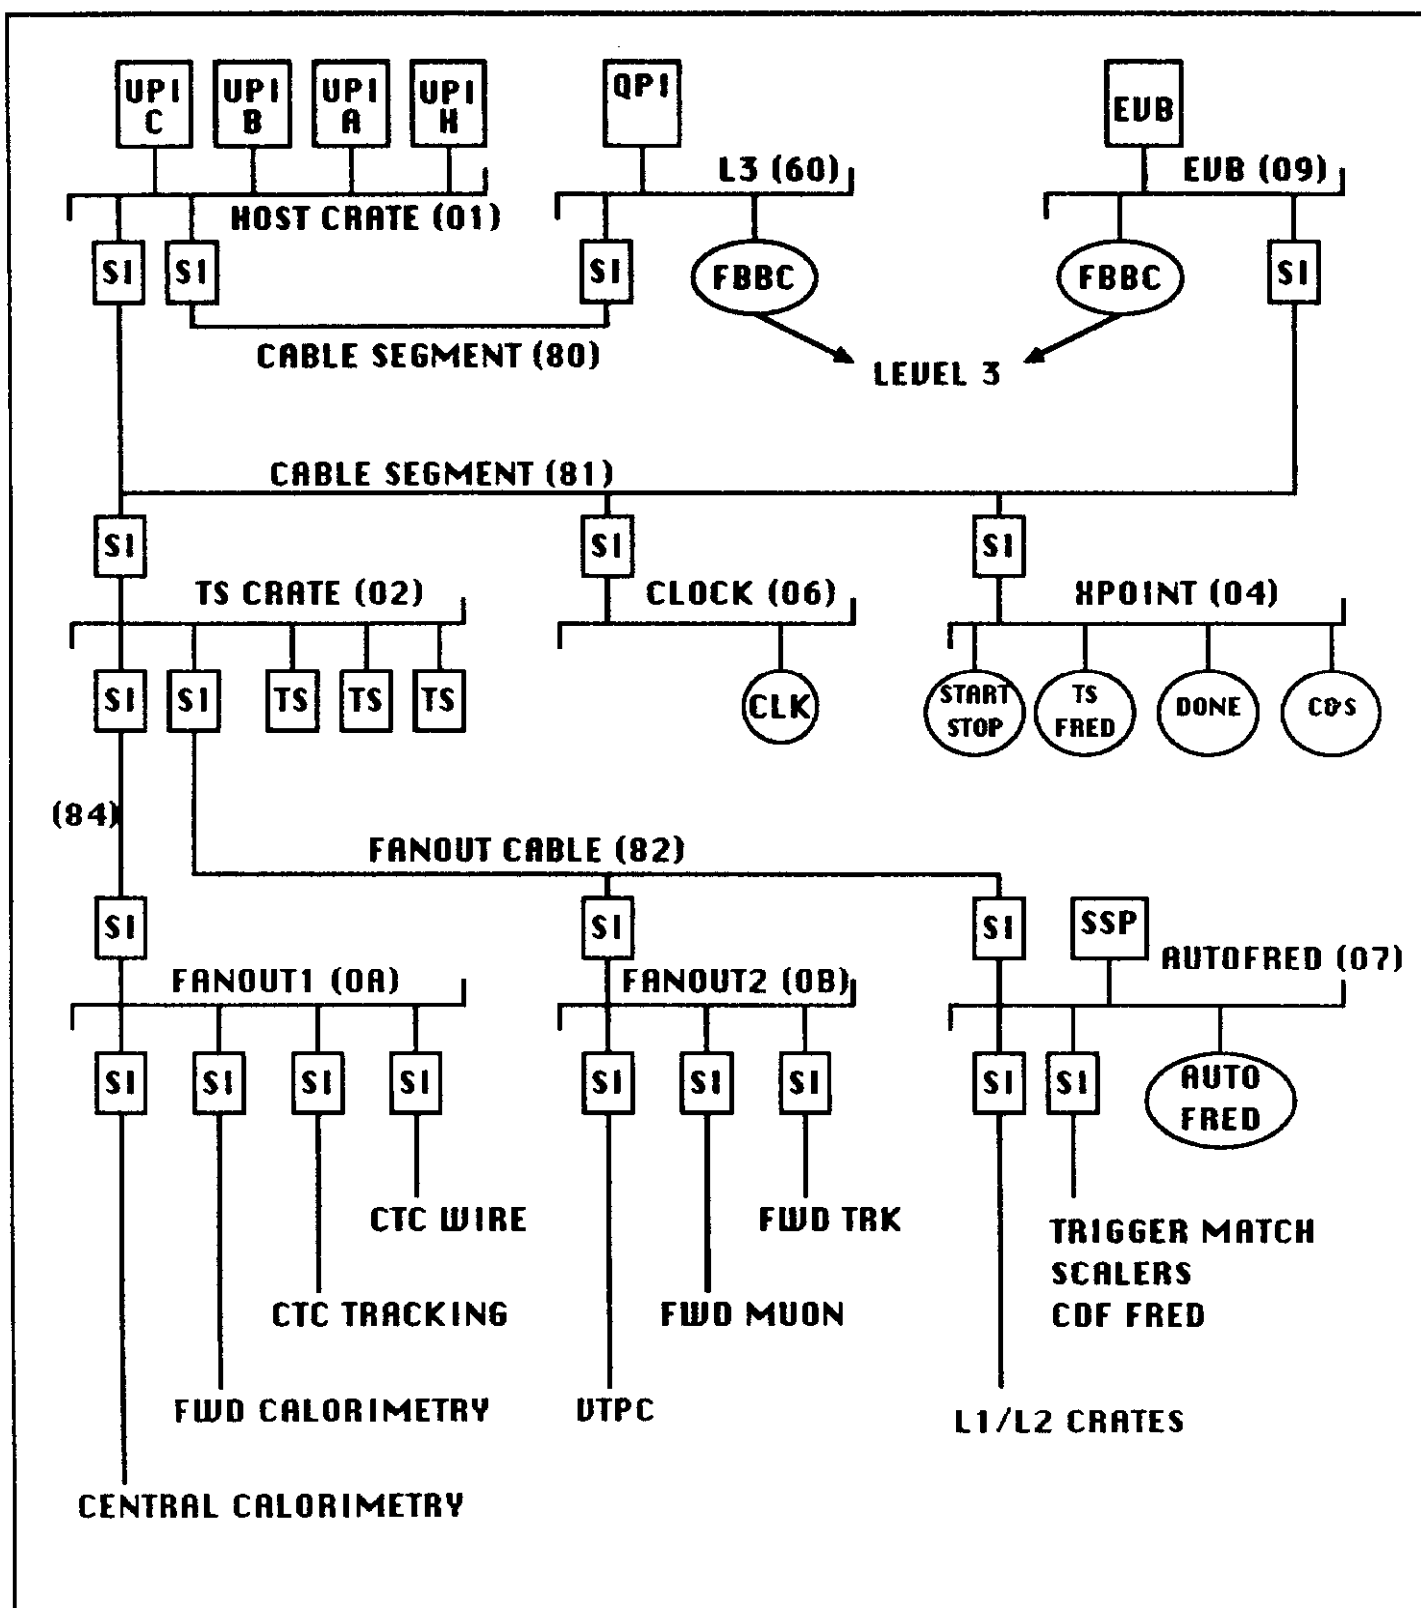 UPI
C
UPI
B
UPI
A
UPI
H
QPI
EVB
L3 (60)
EVB (09)
HOST CRATE (01)
SI
SI
SI
FBBC
FBBC
SI
CABLE SEGMENT (80)
LEVEL 3
CABLE SEGMENT (81)
SI
SI
SI
TS CRATE (02)
CLOCK (06)
XPOINT (04)
SI
SI
TS
TS
TS
CLK
START
STOP
TS
FRED
DONE
C&S
(84)
FANOUT CABLE (82)
SI
SI
SI
SSP
FANOUT1 (0A)
FANOUT2 (0B)
AUTOFRED (07)
SI
SI
SI
SI
SI
SI
SI
SI
SI
AUTO
FRED
CTC WIRE
FWD TRK
TRIGGER MATCH
SCALERS
CDF FRED
CTC TRACKING
FWD MUON
FWD CALORIMETRY
VTPC
L1/L2 CRATES
CENTRAL CALORIMETRY